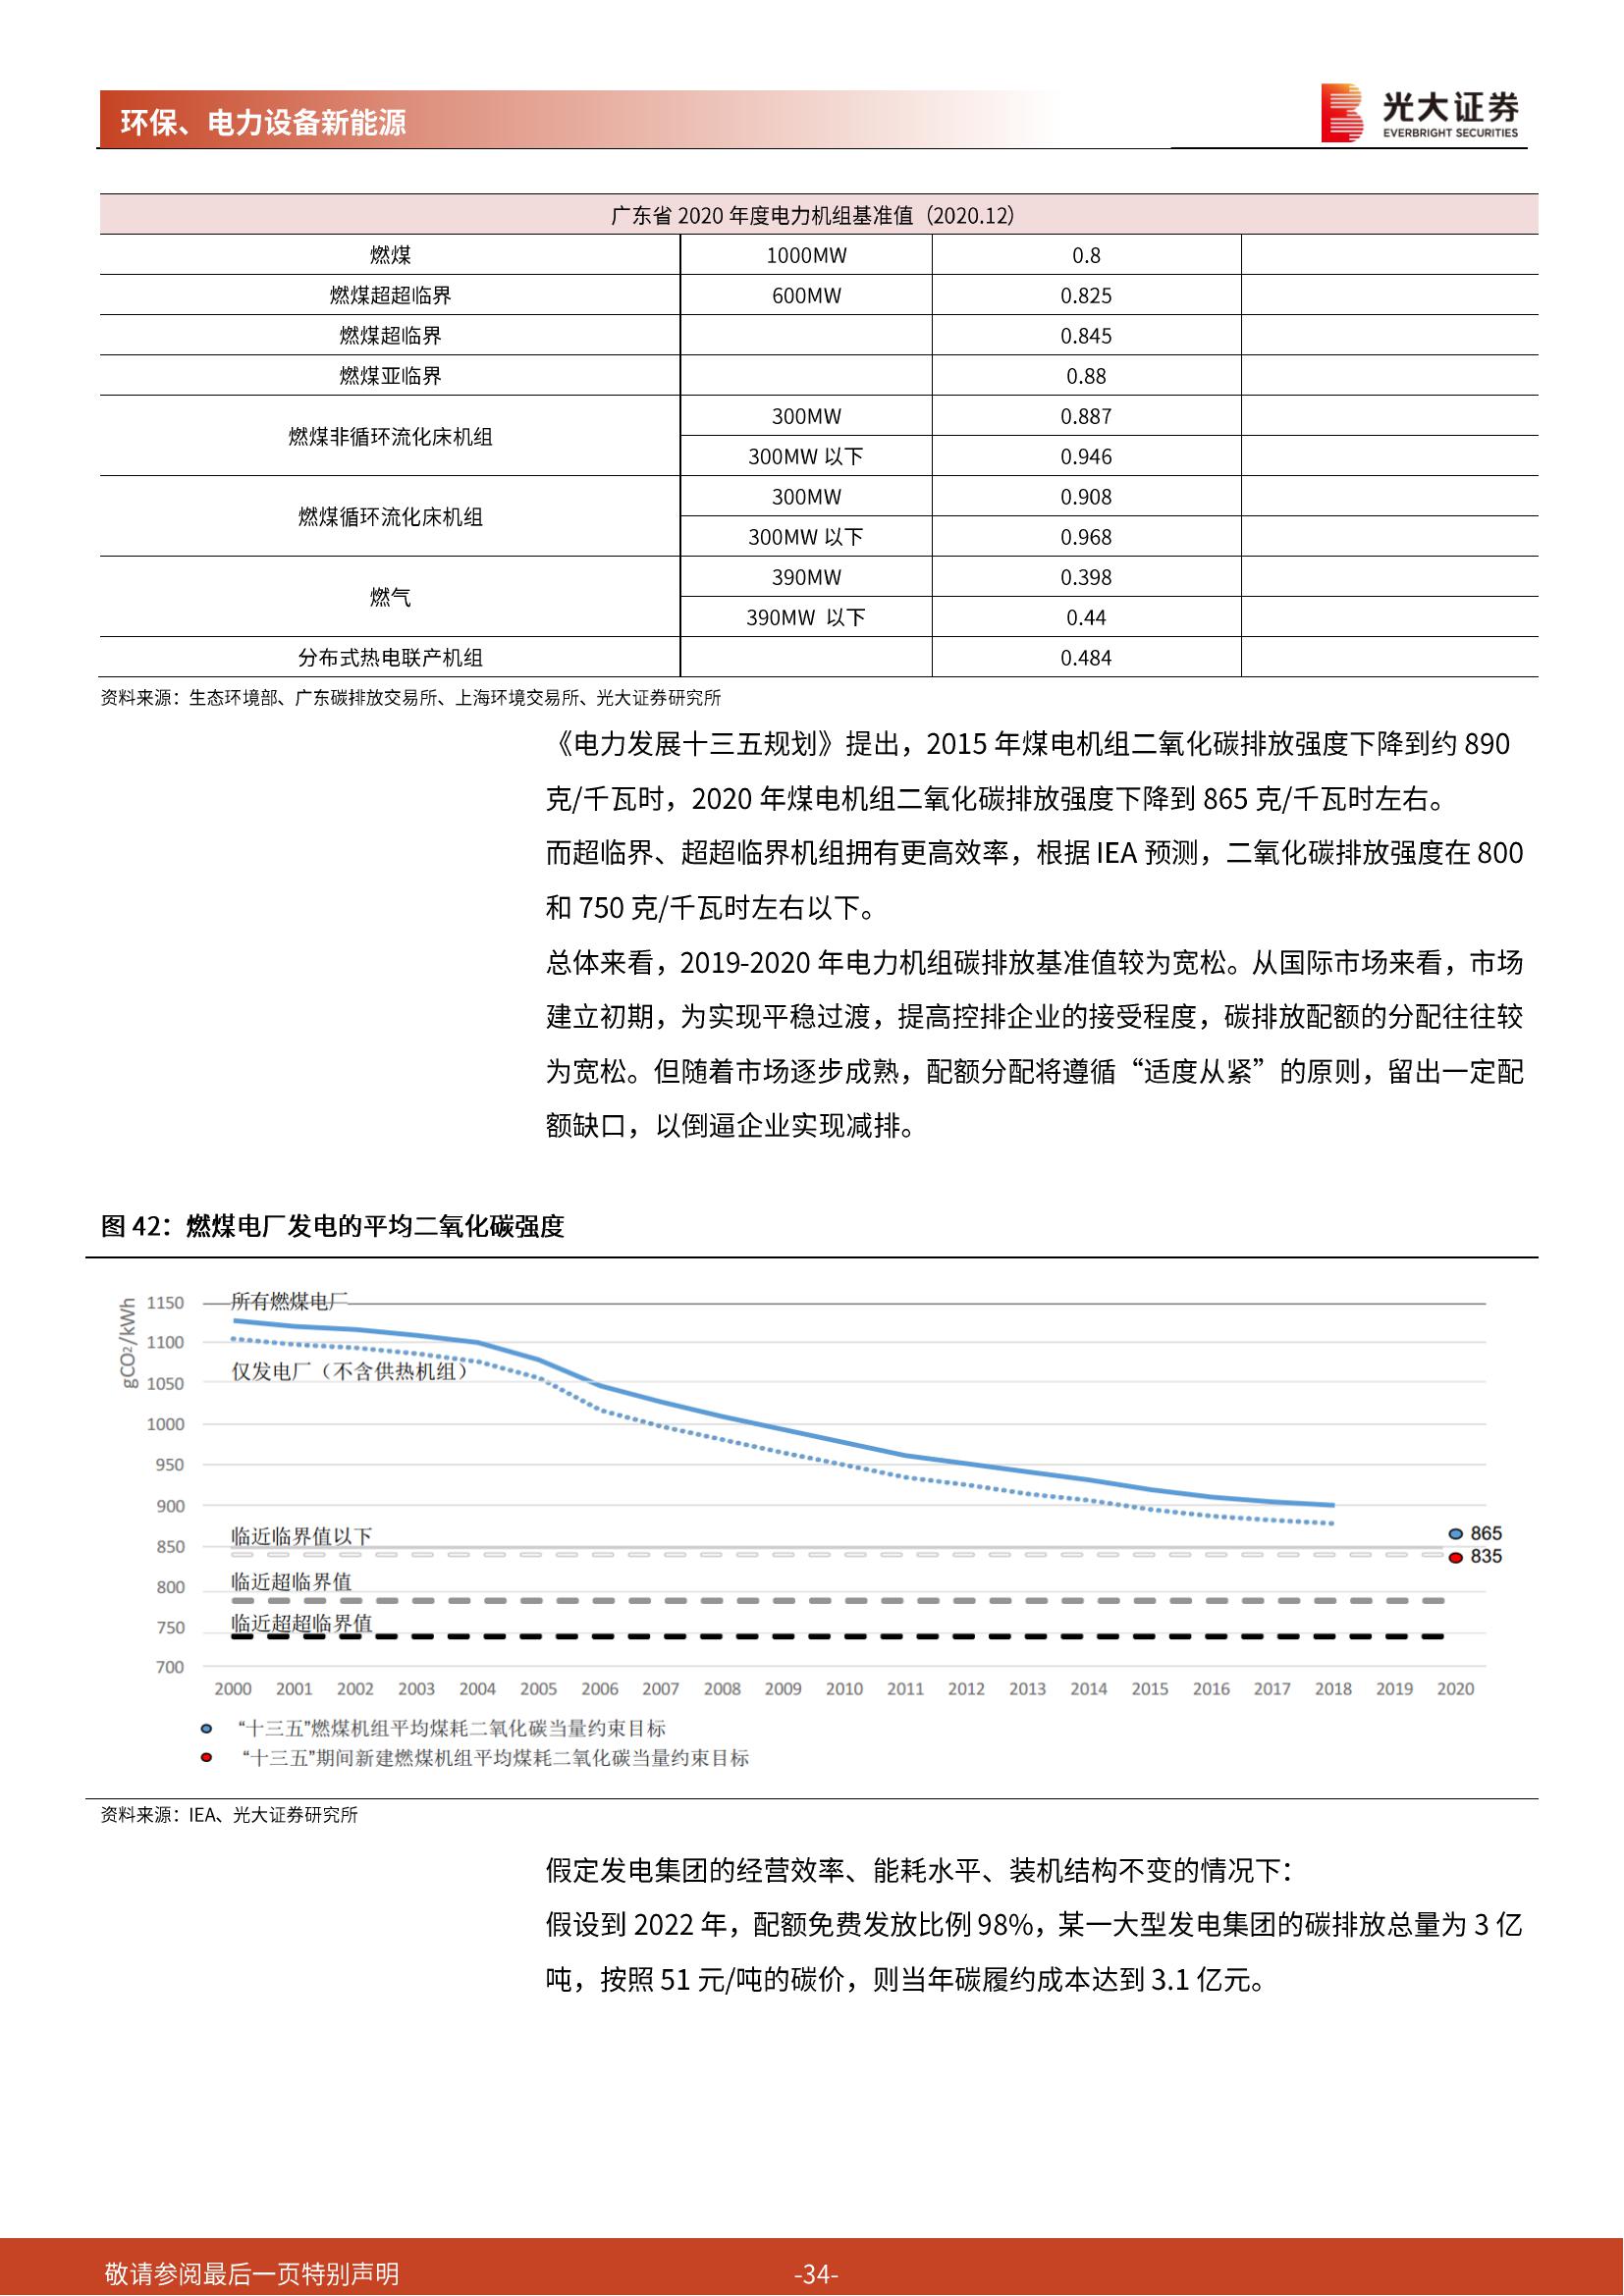 环保、电力设备新能源
光大证券
EVERBRIGHT SECURITIES
广东省 2020 年度电力机组基准值（2020.12）
燃煤 1000MW 0.8
燃煤超超临界 600MW 0.825
燃煤超临界 0.845
燃煤亚临界 0.88
燃煤非循环流化床机组 300MW 0.887
300MW 以下 0.946
燃煤循环流化床机组 300MW 0.908
300MW 以下 0.968
燃气 390MW 0.398
390MW 以下 0.44
分布式热电联产机组 0.484
资料来源：生态环境部、广东碳排放交易所、上海环境交易所、光大证券研究所
《电力发展十三五规划》提出，2015 年煤电机组二氧化碳排放强度下降到约 890
克/千瓦时，2020 年煤电机组二氧化碳排放强度下降到 865 克/千瓦时左右。
而超临界、超超临界机组拥有更高效率，根据 IEA 预测，二氧化碳排放强度在 800
和 750 克/千瓦时左右以下。
总体来看，2019-2020 年电力机组碳排放基准值较为宽松。从国际市场来看，市场
建立初期，为实现平稳过渡，提高控排企业的接受程度，碳排放配额的分配往往较
为宽松。但随着市场逐步成熟，配额分配将遵循“适度从紧”的原则，留出一定配
额缺口，以倒逼企业实现减排。
图 42：燃煤电厂发电的平均二氧化碳强度
gCO2/kWh
1150
1100
1050
1000
950
900
850
800
750
700
所有燃煤电厂
仅发电厂（不含供热机组）
临近临界值以下
临近超临界值
临近超超临界值
865
835
2000 2001 2002 2003 2004 2005 2006 2007 2008 2009 2010 2011 2012 2013 2014 2015 2016 2017 2018 2019 2020
“十三五”燃煤机组平均煤耗二氧化碳当量约束目标
“十三五”期间新建燃煤机组平均煤耗二氧化碳当量约束目标
资料来源：IEA、光大证券研究所
假定发电集团的经营效率、能耗水平、装机结构不变的情况下：
假设到 2022 年，配额免费发放比例 98%，某一大型发电集团的碳排放总量为 3 亿
吨，按照 51 元/吨的碳价，则当年碳履约成本达到 3.1 亿元。
敬请参阅最后一页特别声明
-34-